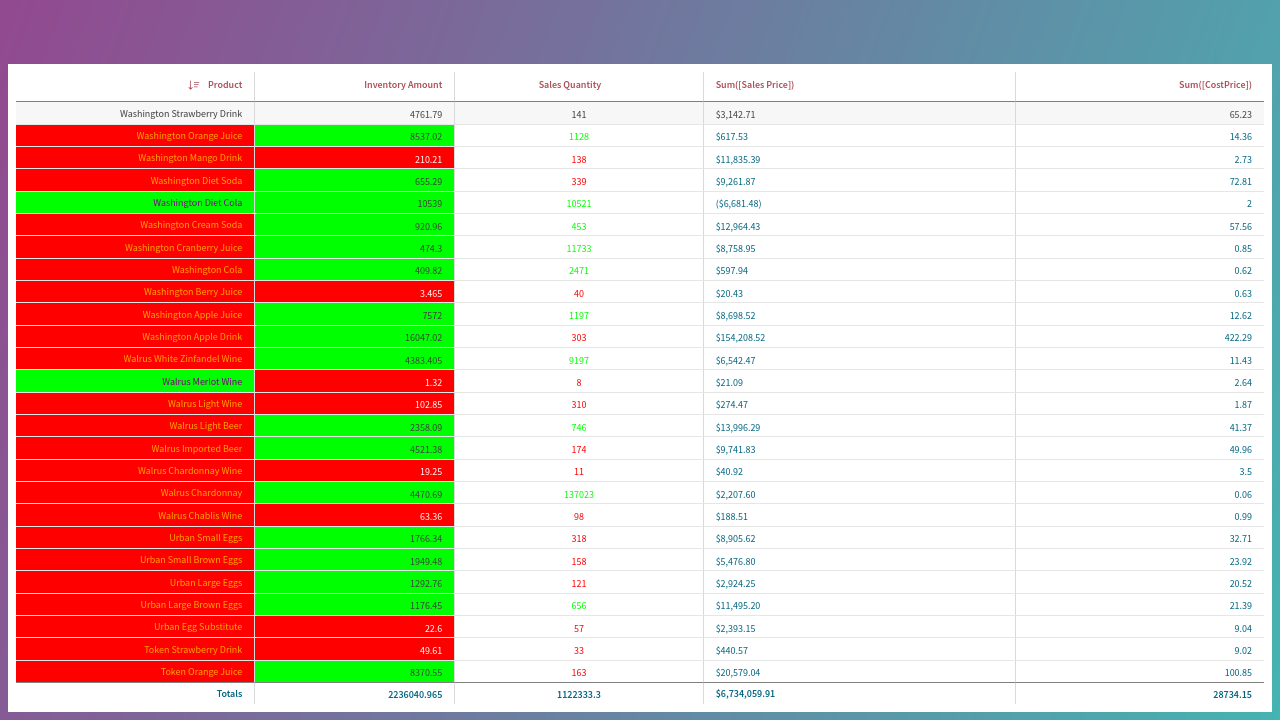 Product Inventory Amount Sales Quantity Sum([Sales Price]) Sum([CostPrice])
Washington Strawberry Drink 4761.79 141 $3,142.71 65.23
Washington Orange Juice 8537.02 1128 $617.53 14.36
Washington Mango Drink 210.21 138 $11,835.39 2.73
Washington Diet Soda 655.29 339 $9,261.87 72.81
Washington Diet Cola 10539 10521 ($6,681.48) 2
Washington Cream Soda 920.96 453 $12,964.43 57.56
Washington Cranberry Juice 474.3 11733 $8,758.95 0.85
Washington Cola 409.82 2471 $597.94 0.62
Washington Berry Juice 3.465 40 $20.43 0.63
Washington Apple Juice 7572 1197 $8,698.52 12.62
Washington Apple Drink 16047.02 303 $154,208.52 422.29
Walrus White Zinfandel Wine 4383.405 9197 $6,542.47 11.43
Walrus Merlot Wine 1.32 8 $21.09 2.64
Walrus Light Wine 102.85 310 $274.47 1.87
Walrus Light Beer 2358.09 746 $13,996.29 41.37
Walrus Imported Beer 4521.38 174 $9,741.83 49.96
Walrus Chardonnay Wine 19.25 11 $40.92 3.5
Walrus Chardonnay 4470.69 137023 $2,207.60 0.06
Walrus Chablis Wine 63.36 98 $188.51 0.99
Urban Small Eggs 1766.34 318 $8,905.62 32.71
Urban Small Brown Eggs 1949.48 158 $5,476.80 23.92
Urban Large Eggs 1292.76 121 $2,924.25 20.52
Urban Large Brown Eggs 1176.45 656 $11,495.20 21.39
Urban Egg Substitute 22.6 57 $2,393.15 9.04
Token Strawberry Drink 49.61 33 $440.57 9.02
Token Orange Juice 8370.55 163 $20,579.04 100.85
Totals 2236040.965 1122333.3 $6,734,059.91 28734.15